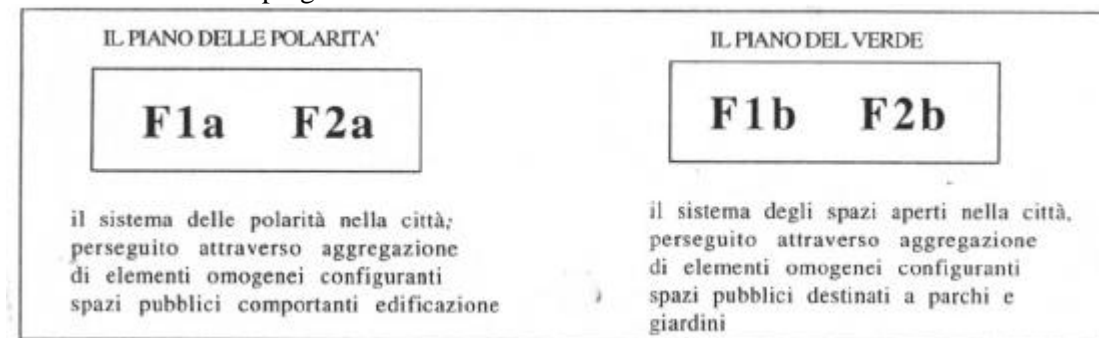 IL PIANO DELLE POLARITA'
F1a F2a
il sistema delle polarità nella città;
perseguito attraverso aggregazione
di elementi omogenei configuranti
spazi pubblici comportanti edificazione
IL PIANO DEL VERDE
F1b F2b
il sistema degli spazi aperti nella città,
perseguito attraverso aggregazione
di elementi omogenei configuranti
spazi pubblici destinati a parchi e
giardini